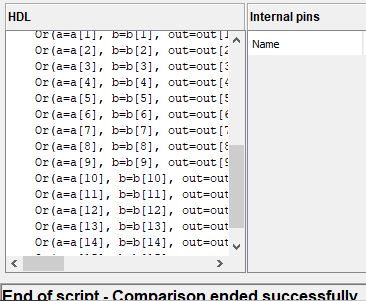 HDL
Internal pins
Name
Or(a=a[1], b=b[1], out=out[1
Or(a=a[2], b=b[2], out=out[2
Or(a=a[3], b=b[3], out=out[3
Or(a=a[4], b=b[4], out=out[4
Or(a=a[5], b=b[5], out=out[5
Or(a=a[6], b=b[6], out=out[6
Or(a=a[7], b=b[7], out=out[7
Or(a=a[8], b=b[8], out=out[8
Or(a=a[9], b=b[9], out=out[9
Or(a=a[10], b=b[10], out=out
Or(a=a[11], b=b[11], out=out
Or(a=a[12], b=b[12], out=out
Or(a=a[13], b=b[13], out=out
Or(a=a[14], b=b[14], out=out
End of script - Comparison ended successfully